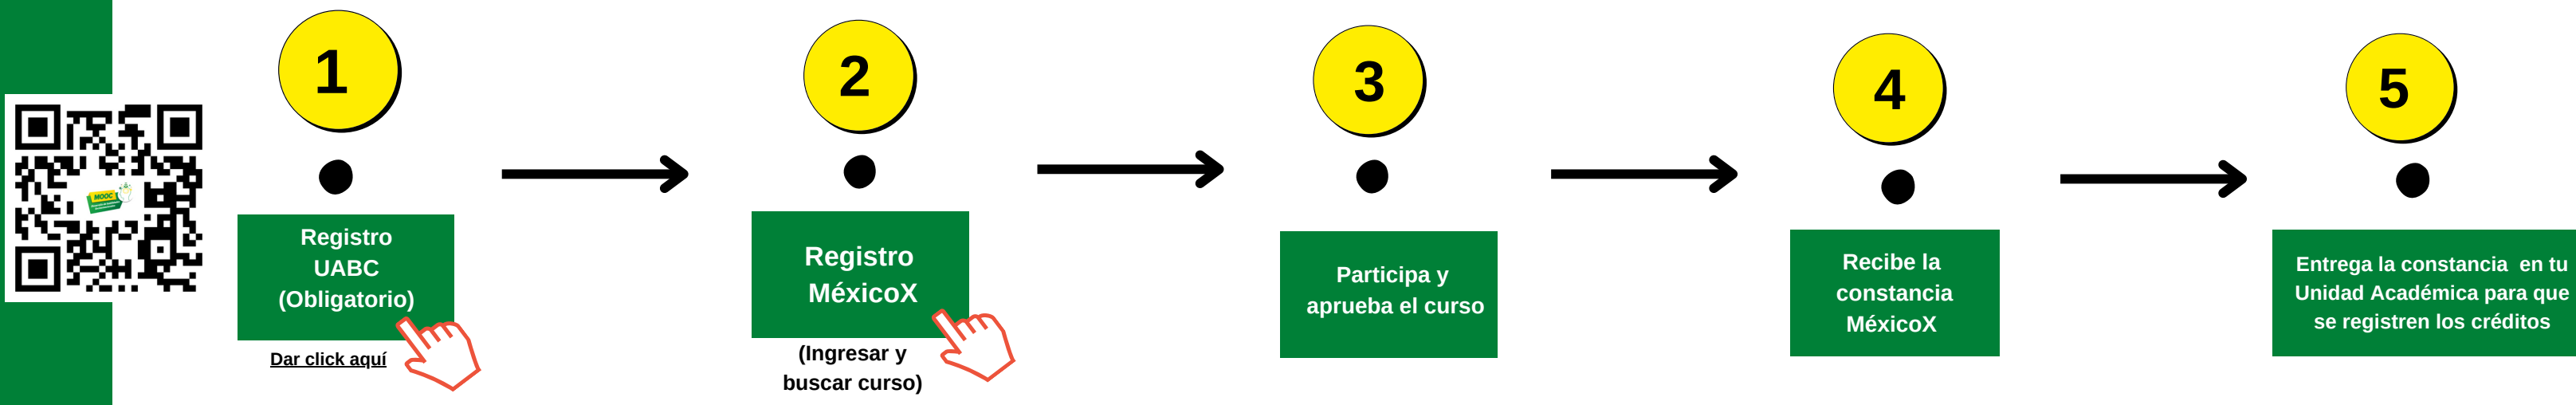 1
Registro
UABC
(Obligatorio)
Dar click aquí
2
Registro
MéxicoX
(Ingresar y
buscar curso)
3
Participa y
aprueba el curso
4
Recibe la
constancia
MéxicoX
5
Entrega la constancia en tu
Unidad Académica para que
se registren los créditos
MOOC